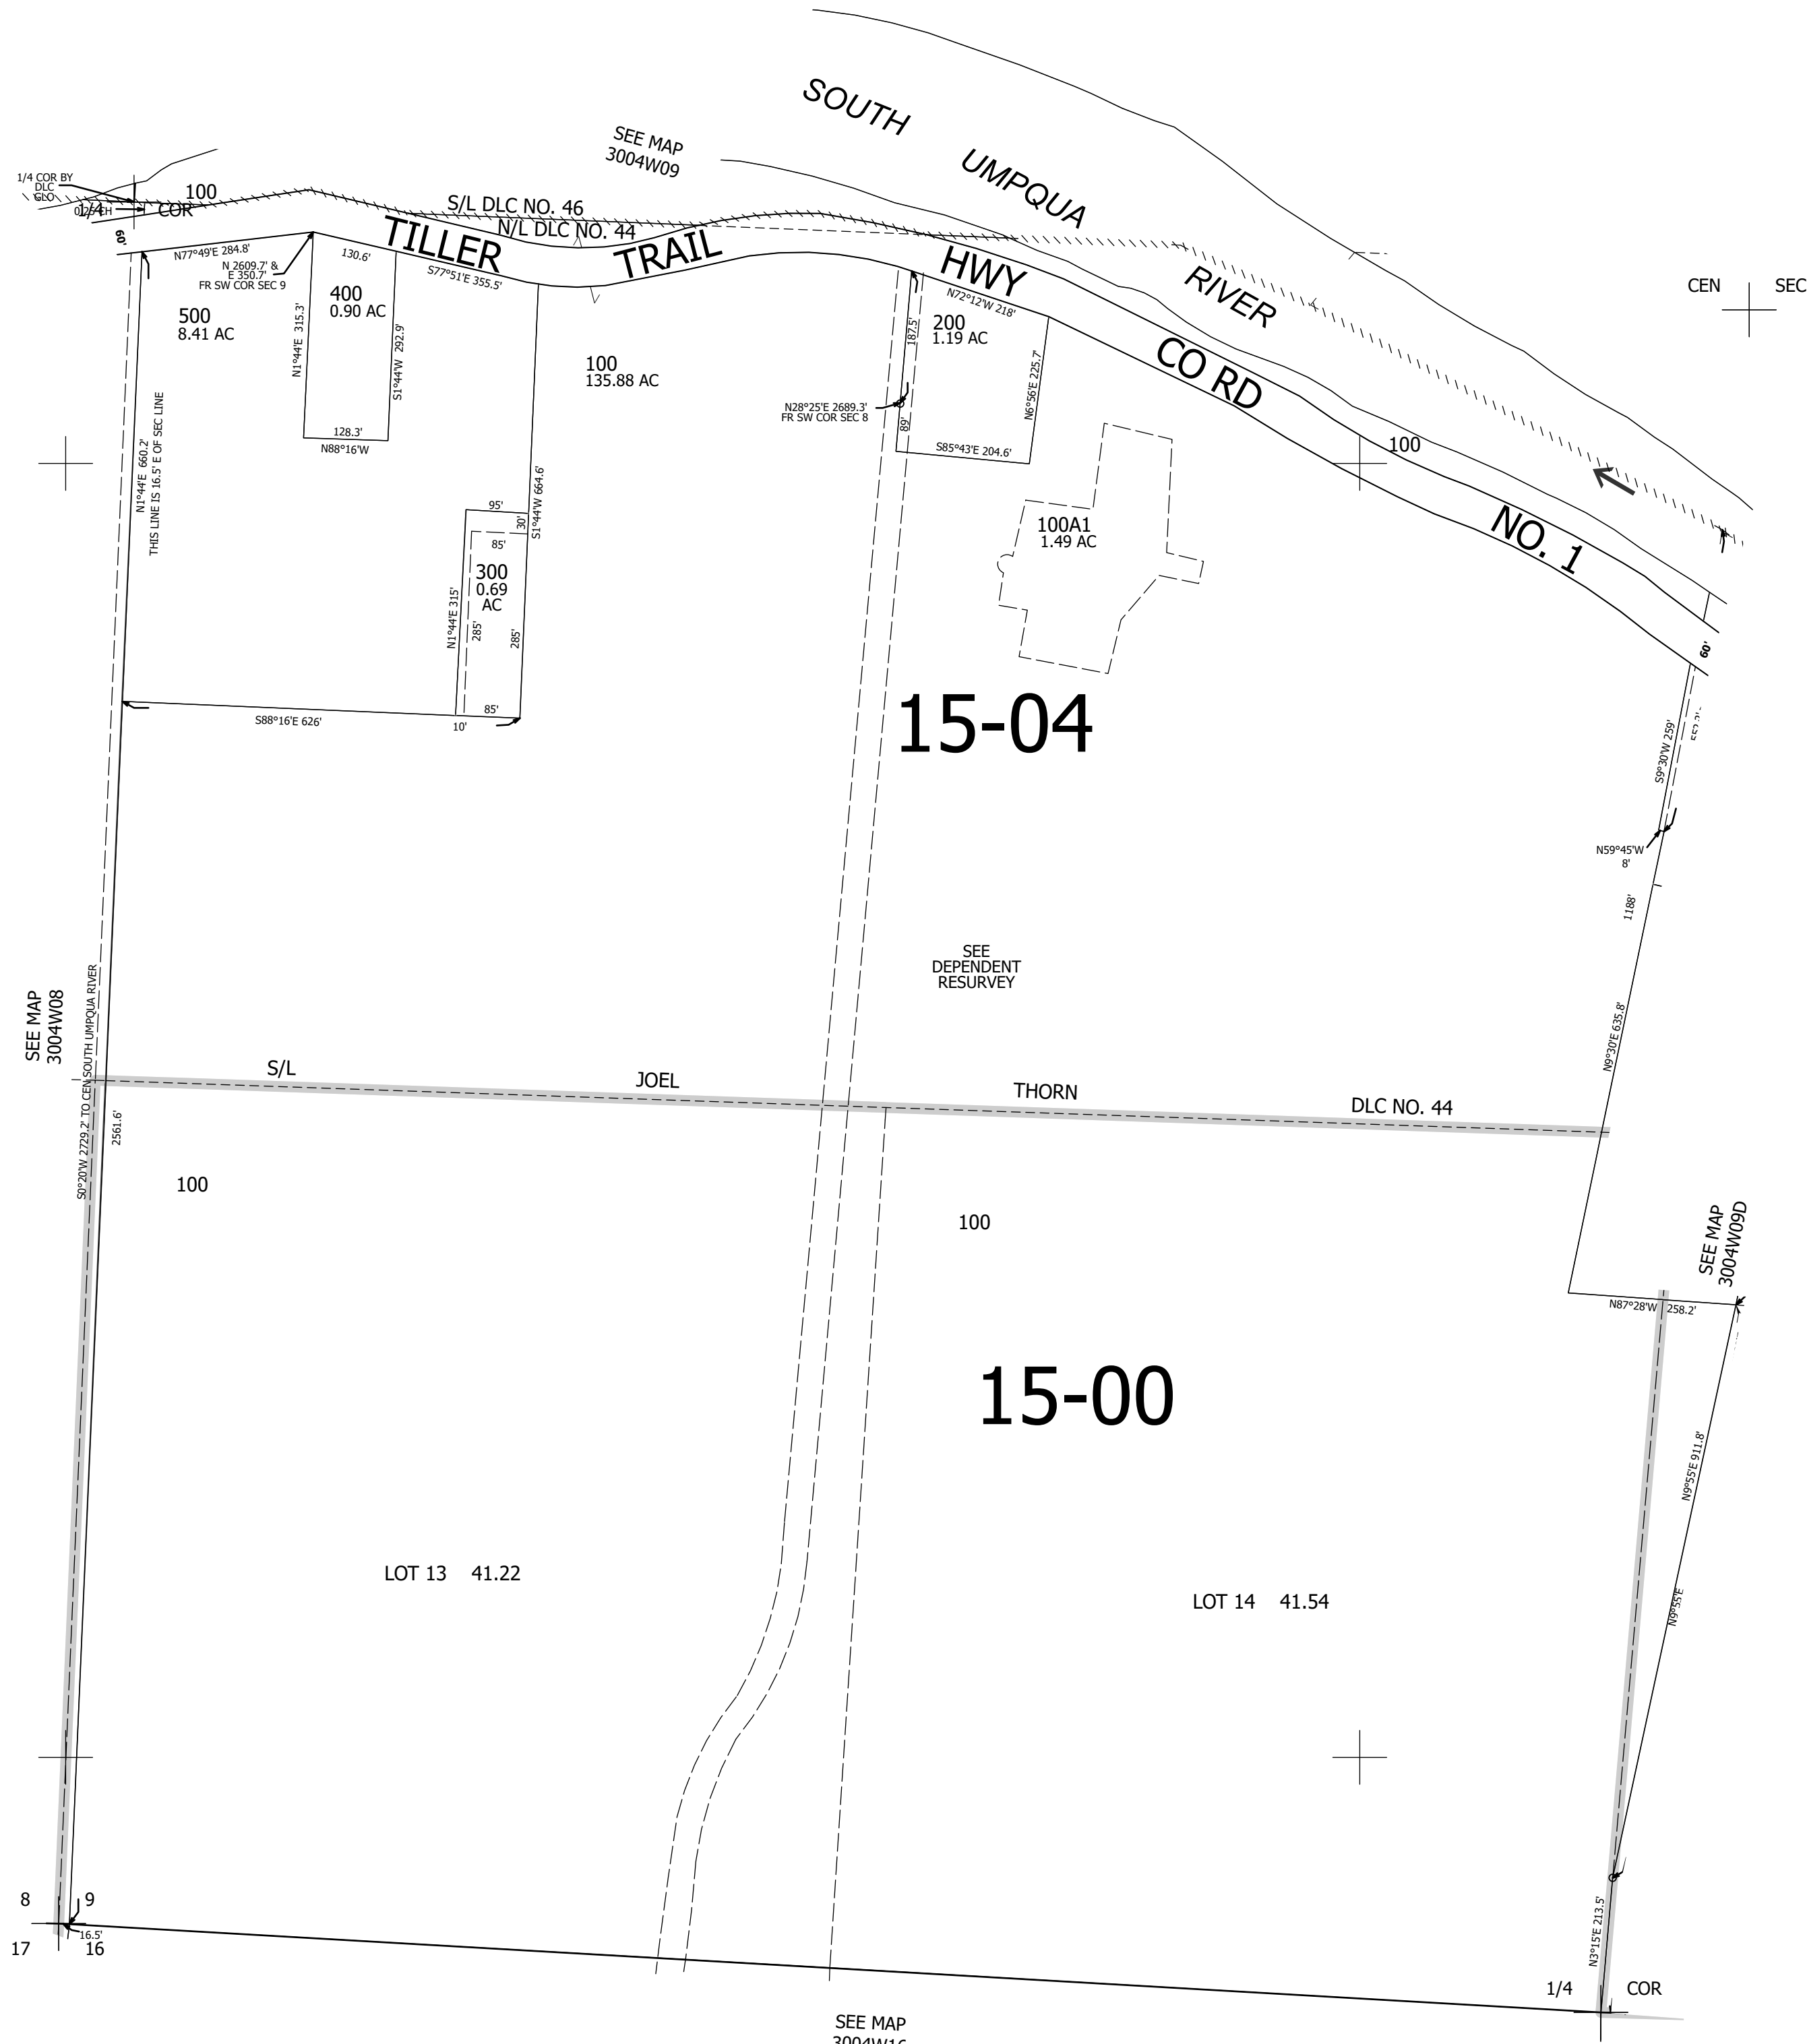 SOUTH
UMPQUA
RIVER
SEE MAP
3004W09
1/4 COR BY
DLC
GLO
1/4 COR
100
S/L DLC NO. 46
N/L DLC NO. 44
TILLER TRAIL HWY CO RD NO. 1
60'
N77°49'E 284.8'
N 2609.7' &
E 350.7'
FR SW COR SEC 9
130.6'
S77°51'E 355.5'
CEN SEC
500
8.41 AC
400
0.90 AC
N1°44'E 315.3'
S1°44'W 292.9'
128.3'
N88°16'W
100
135.88 AC
N72°12'W 218'
200
1.19 AC
187.5'
N6°56'E 225.7'
N28°25'E 2689.3'
FR SW COR SEC 8
89'
S85°43'E 204.6'
100
N1°44'E 660.2'
THIS LINE IS 16.5' E OF SEC LINE
95'
30'
85'
S1°44'W 664.6'
300
0.69
AC
N1°44'E 315'
285'
285'
100A1
1.49 AC
S88°16'E 626'
10'
85'
15-04
60'
S9°30'W 259'
N59°45'W
8'
1188'
SEE
DEPENDENT
RESURVEY
SEE MAP
3004W08
S0°20'W 2729.2' TO CEN SOUTH UMPQUA RIVER
2561.6'
N9°30'E 635.8'
S/L JOEL THORN DLC NO. 44
100
100
SEE MAP
3004W09D
N87°28'W 258.2'
15-00
N9°55'E 911.8'
N9°55'E
LOT 13 41.22
LOT 14 41.54
8 9
17 16
16.5'
N3°15'E 213.5'
1/4 COR
SEE MAP
3004W16